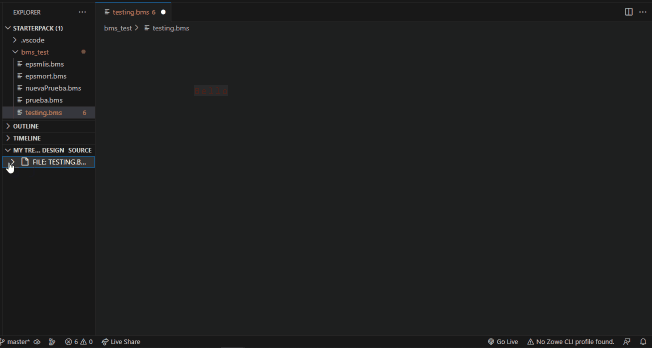 EXPLORER
testing.bms 6
STARTERPACK (1)
bms_test > testing.bms
.vscode
bms_test
epsmlis.bms
epsmort.bms
nuevaPrueba.bms
prueba.bms
testing.bms 6
OUTLINE
TIMELINE
MY TRE... DESIGN SOURCE
FILE: TESTING.B...
master* 6 0 Live Share Go Live No Zowe CLI profile found.